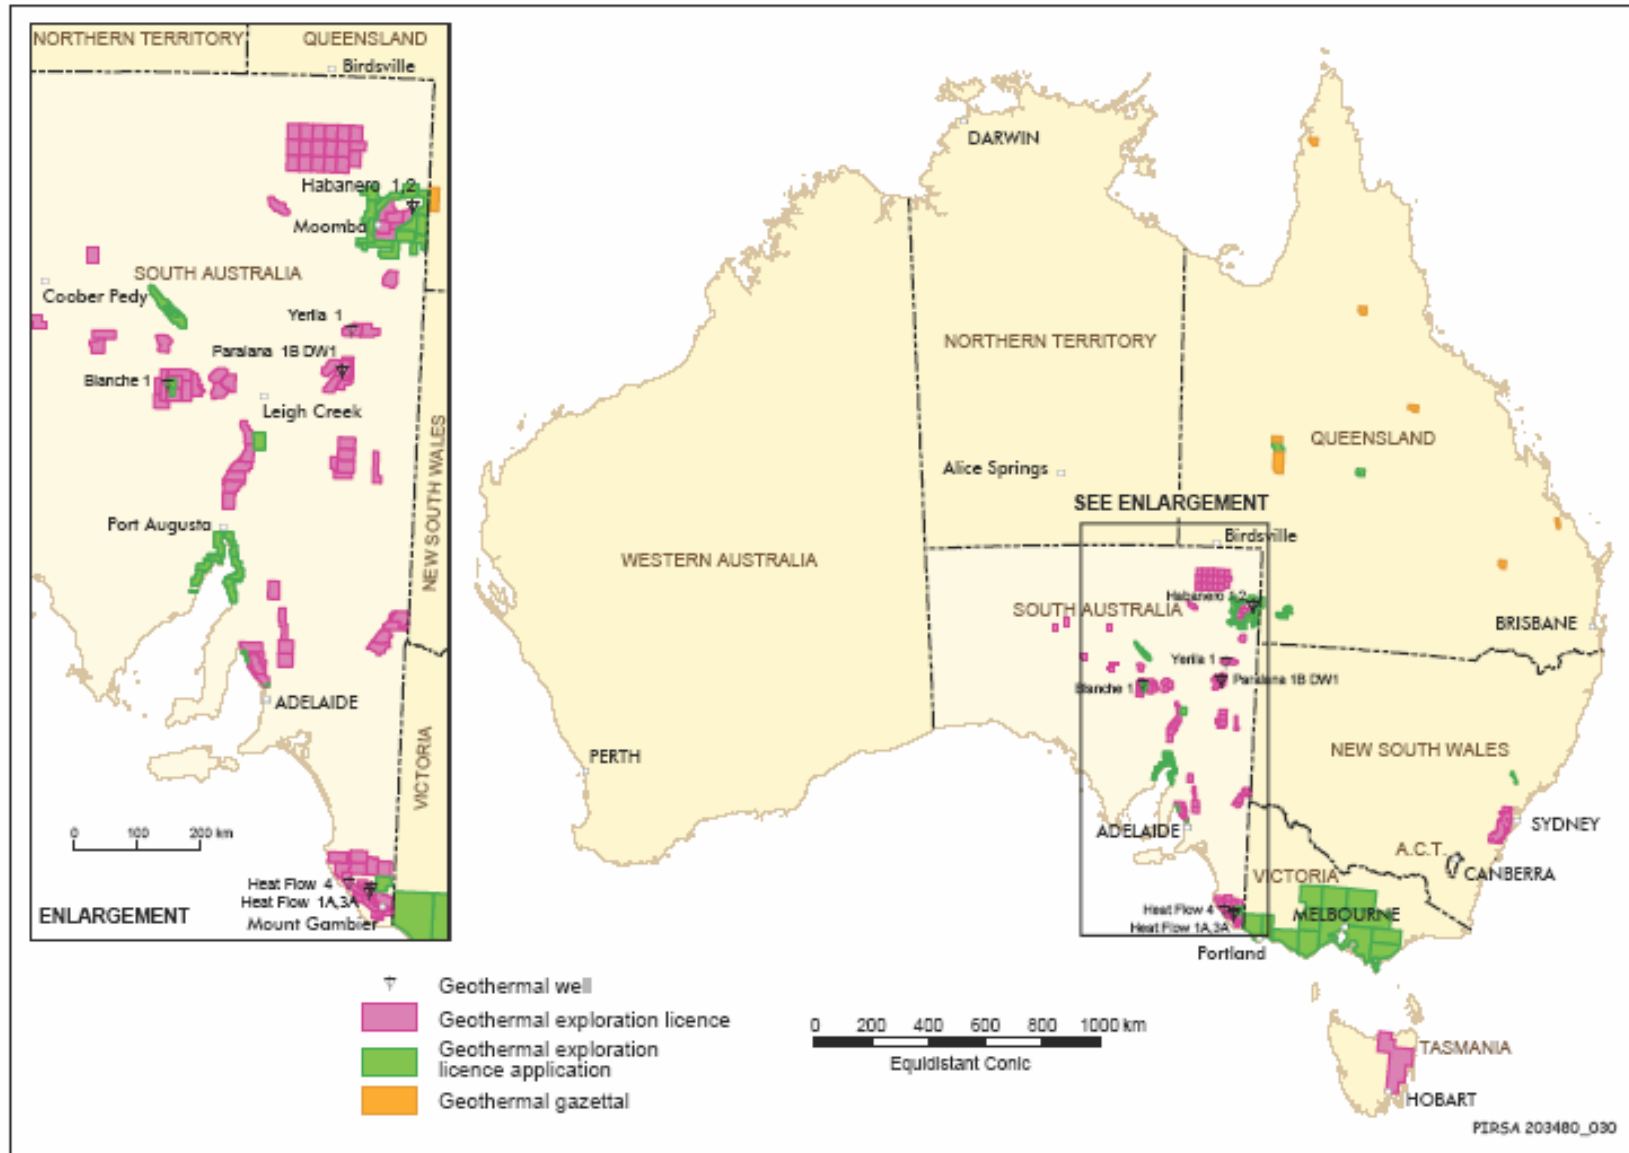 NORTHERN TERRITORY
QUEENSLAND
Birdsville
Habanero 1,2
Moomba
SOUTH AUSTRALIA
Coober Pedy
Yerila 1
Paralana 1B DW1
Blanche 1
Leigh Creek
NEW SOUTH WALES
Port Augusta
ADELAIDE
VICTORIA
0 100 200 km
Heat Flow 4
Heat Flow 1A,3A
ENLARGEMENT
Mount Gambier
DARWIN
NORTHERN TERRITORY
QUEENSLAND
Alice Springs
SEE ENLARGEMENT
Birdsville
WESTERN AUSTRALIA
Habanero 1,2
SOUTH AUSTRALIA
BRISBANE
Yerila 1
Paralana 1B DW1
Blanche 1
NEW SOUTH WALES
PERTH
SYDNEY
ADELAIDE
A.C.T.
CANBERRA
VICTORIA
Heat Flow 4
MELBOURNE
Heat Flow 1A,3A
Portland
TASMANIA
HOBART
Geothermal well
Geothermal exploration licence
Geothermal exploration
licence application
Geothermal gazettal
0 200 400 600 800 1000 km
Equidistant Conic
PIRSA 203480_030